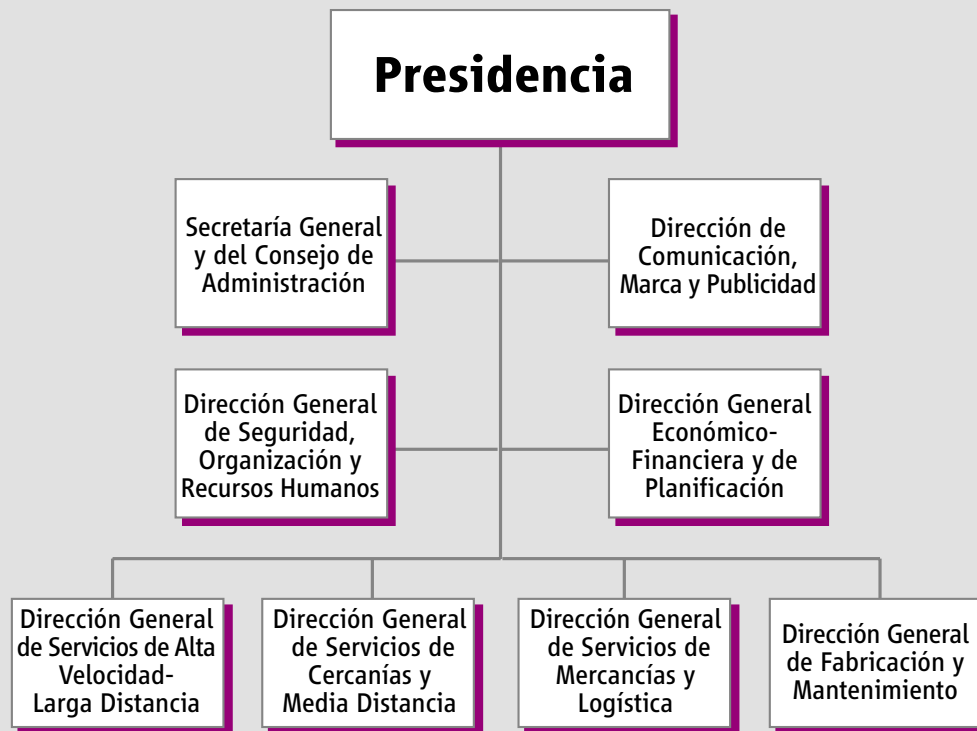 Presidencia
Secretaría General
y del Consejo de
Administración
Dirección de
Comunicación,
Marca y Publicidad
Dirección General
de Seguridad,
Organización y
Recursos Humanos
Dirección General
Económico-
Financiera y de
Planificación
Dirección General
de Servicios de Alta
Velocidad-
Larga Distancia
Dirección General
de Servicios de
Cercanías y
Media Distancia
Dirección General
de Servicios de
Mercancías y
Logística
Dirección General
de Fabricación y
Mantenimiento